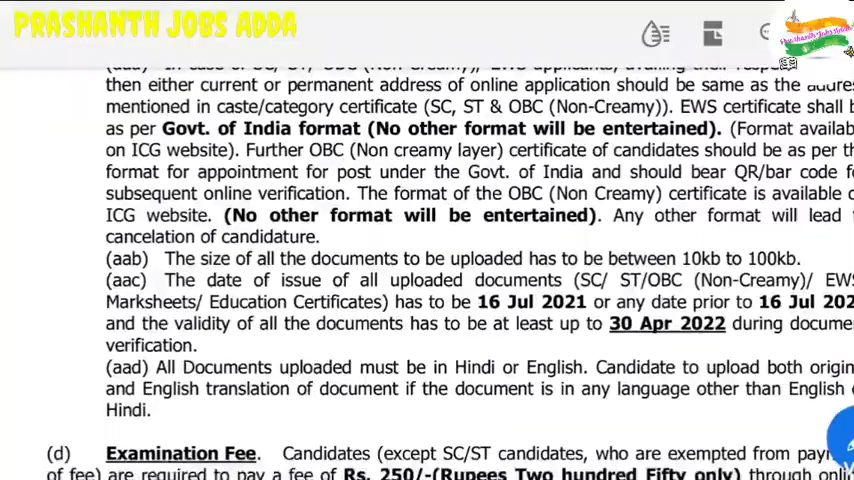 PRASHANTH JOBS ADDA
then either current or permanent address of online application should be same as the
mentioned in caste/category certificate (SC, ST & OBC (Non-Creamy)). EWS certificate shall
as per Govt. of India format (No other format will be entertained). (Format
on ICG website). Further OBC (Non creamy layer) certificate of candidates should be as per
format for appointment for post under the Govt. of India and should bear QR/bar code
subsequent online verification. The format of the OBC (Non Creamy) certificate is available
ICG website. (No other format will be entertained). Any other format will lead
cancelation of candidature.
(aab) The size of all the documents to be uploaded has to be between 10kb to 100kb.
(aac) The date of issue of all uploaded documents (SC/ ST/OBC (Non-Creamy)/
Marksheets/ Education Certificates) has to be 16 Jul 2021 or any date prior to 16 Jul
and the validity of all the documents has to be at least up to 30 Apr 2022 during
verification.
(aad) All Documents uploaded must be in Hindi or English. Candidate to upload both
and English translation of document if the document is in any language other than English
Hindi.
(d) Examination Fee. Candidates (except SC/ST candidates, who are exempted from
of fee) are required to pay a fee of Rs. 250/-(Rupees Two hundred Fifty only) through